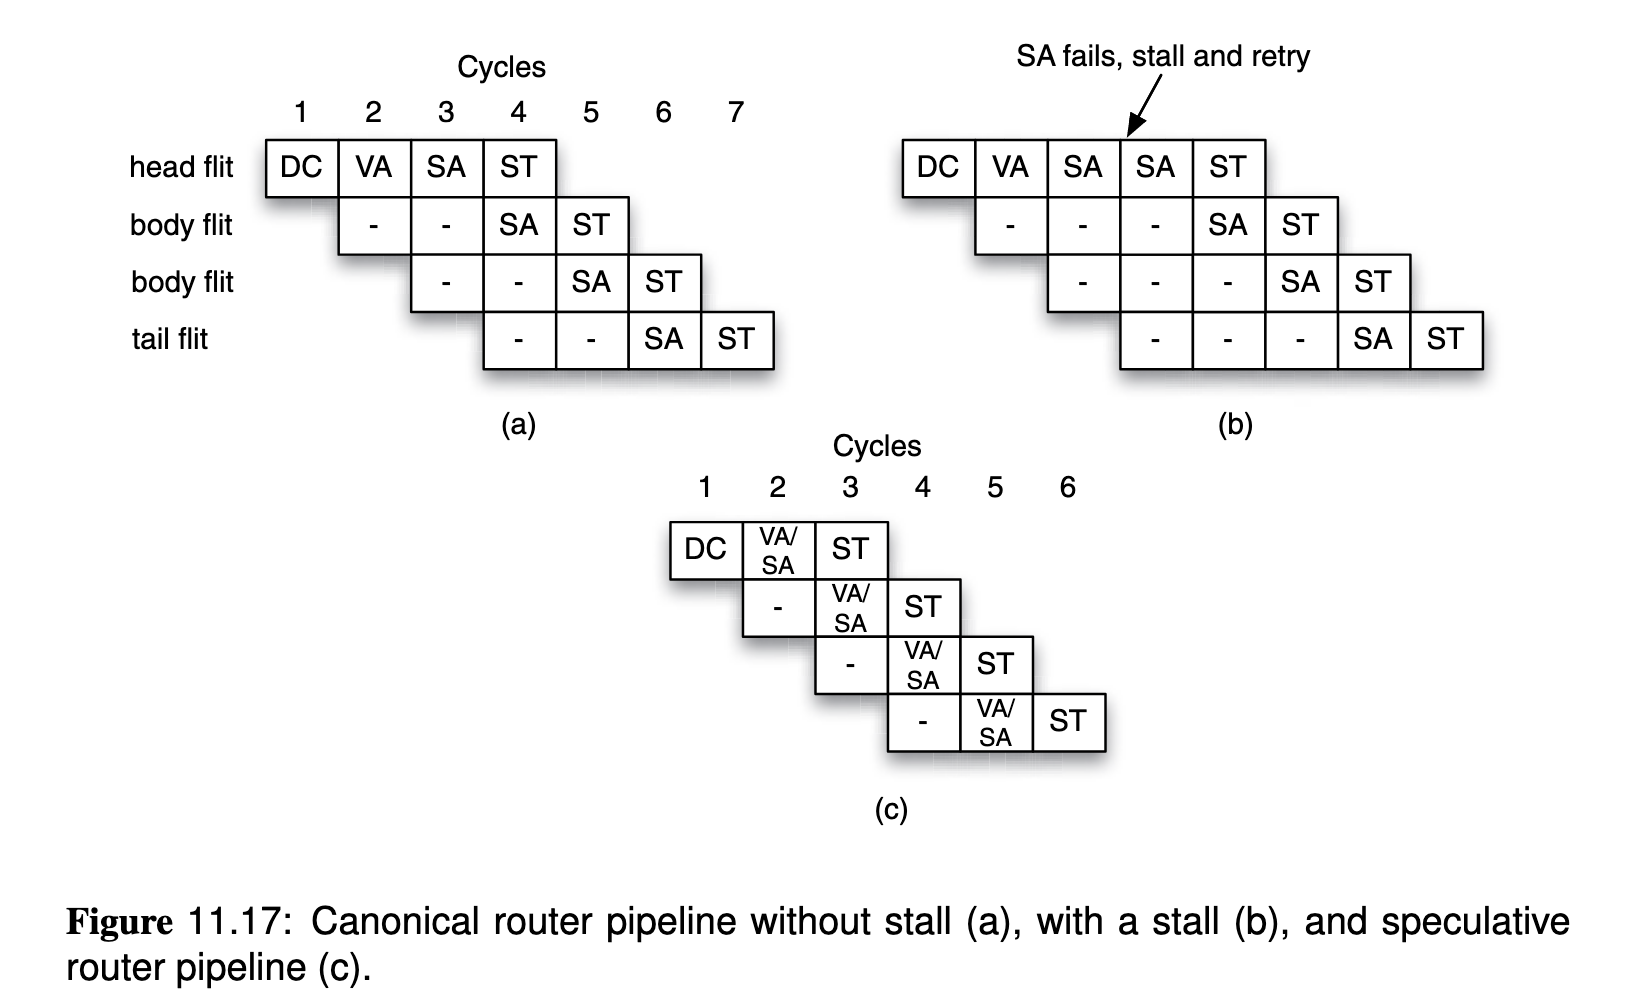 Cycles
1 2 3 4 5 6 7
head flit DC VA SA ST
body flit - - SA ST
body flit - - SA ST
tail flit - - SA ST
(a)
SA fails, stall and retry
DC VA SA SA ST
- - - SA ST
- - - SA ST
- - - SA ST
(b)
Cycles
1 2 3 4 5 6
DC VA/ SA ST
- VA/ SA ST
- VA/ SA ST
- VA/ SA ST
(c)
Figure 11.17: Canonical router pipeline without stall (a), with a stall (b), and speculative
router pipeline (c).